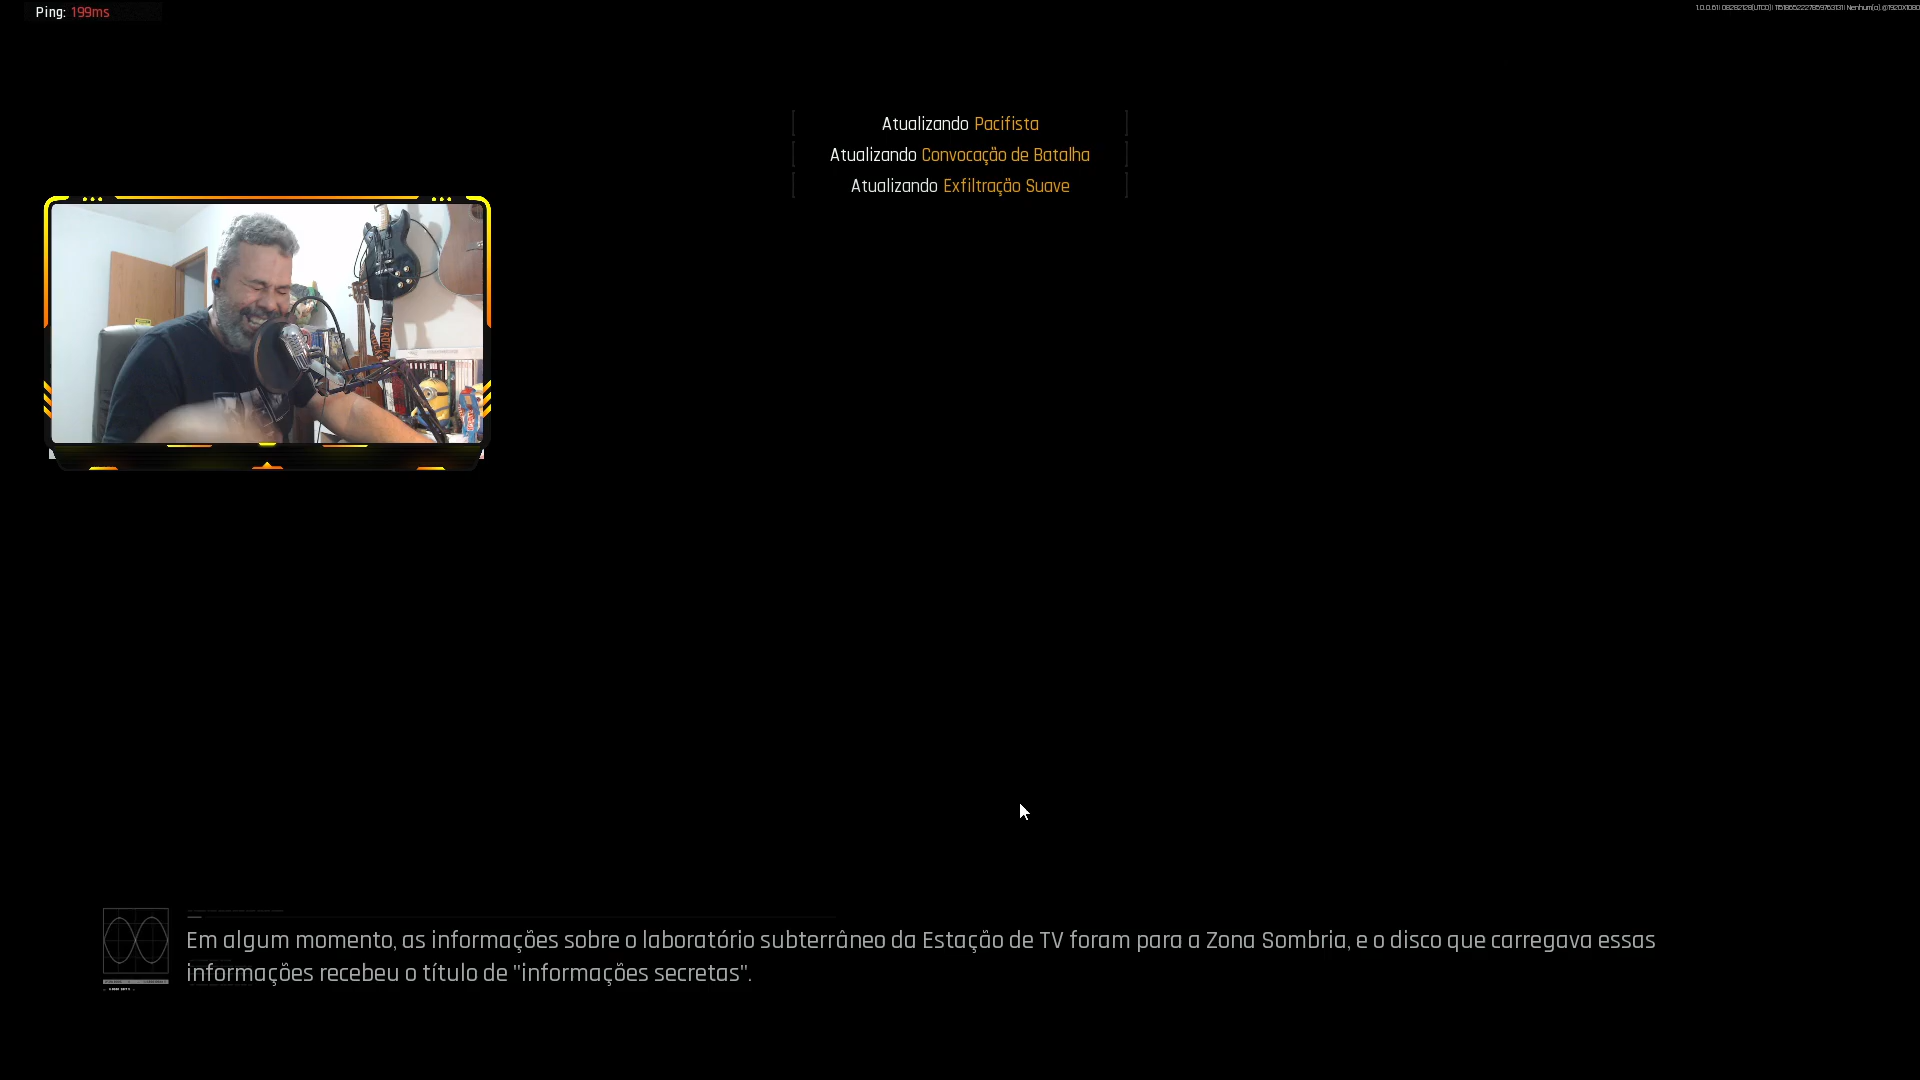 Ping: 199ms
Atualizando Pacifista
Atualizando Convocação de Batalha
Atualizando Exfiltração Suave
Em algum momento, as informações sobre o laboratório subterrâneo da Estação de TV foram para a Zona Sombria, e o disco que carregava essas
informações recebeu o título de "informações secretas".